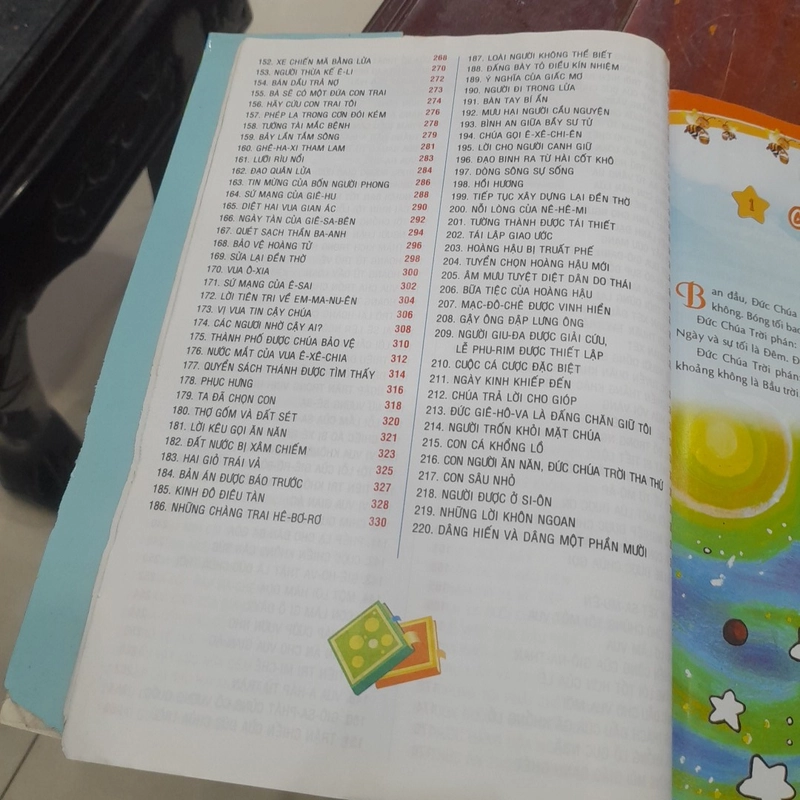 152. XE CHIẾN MÃ BẰNG LỬA 268
153. NGƯỜI THỪA KẾ Ê-LI 270
154. BÁN DẦU TRẢ NỢ 272
155. BÀ SẼ CÓ MỘT ĐỨA CON TRAI 273
156. HÃY CỨU CON TRAI TÔI 274
157. PHÉP LẠ TRONG CƠN ĐÓI KÉM 276
158. TƯỚNG TÀI MẮC BỆNH 278
159. BẢY LẦN TẮM SÔNG 279
160. GHÊ-HA-XI THAM LAM 281
161. LƯỠI RÌU NỔI 283
162. ĐẠO QUÂN LỬA 284
163. TIN MỪNG CỦA BỐN NGƯỜI PHONG 286
164. SỨ MẠNG CỦA GIÊ-HU 288
165. DIỆT HAI VUA GIAN ÁC 290
166. NGÀY TÀN CỦA GIÊ-SA-BÊN 292
167. QUÉT SẠCH THẦN BA-ANH 294
168. BẢO VỆ HOÀNG TỬ 296
169. SỬA LẠI ĐỀN THỜ 298
170. VUA Ô-XIA 300
171. SỨ MẠNG CỦA Ê-SAI 302
172. LỜI TIÊN TRI VỀ EM-MA-NU-ÊN 304
173. VỊ VUA TIN CẬY CHÚA 306
174. CÁC NGƯƠI NHỜ CẬY AI? 308
175. THÀNH PHỐ ĐƯỢC CHÚA BẢO VỆ 310
176. NƯỚC MẮT CỦA VUA Ê-XÊ-CHIA 312
177. QUYỂN SÁCH THÁNH ĐƯỢC TÌM THẤY 314
178. PHỤC HƯNG 316
179. TA ĐÃ CHỌN CON 318
180. THỢ GỐM VÀ ĐẤT SÉT 320
181. LỜI KÊU GỌI ĂN NĂN 321
182. ĐẤT NƯỚC BỊ XÂM CHIẾM 323
183. HAI GIỎ TRÁI VẢ 325
184. BẢN ÁN ĐƯỢC BÁO TRƯỚC 327
185. KINH ĐÔ ĐIÊU TÀN 328
186. NHỮNG CHÀNG TRAI HÊ-BƠ-RƠ 330
187. LOÀI NGƯỜI KHÔNG THỂ BIẾT
188. ĐẤNG BÀY TỎ ĐIỀU KÍN NHIỆM
189. Ý NGHĨA CỦA GIẤC MƠ
190. NGƯỜI ĐI TRONG LỬA
191. BÀN TAY BÍ ẨN
192. MƯU HẠI NGƯỜI CẦU NGUYỆN
193. BÌNH AN GIỮA BẦY SƯ TỬ
194. CHÚA GỌI Ê-XÊ-CHI-ÊN
195. LỜI CHO NGƯỜI CANH GIỮ
196. ĐẠO BINH RA TỪ HÀI CỐT KHÔ
197. DÒNG SÔNG SỰ SỐNG
198. HỒI HƯƠNG
199. TIẾP TỤC XÂY DỰNG LẠI ĐỀN THỜ
200. NỖI LÒNG CỦA NÊ-HÊ-MI
201. TƯỜNG THÀNH ĐƯỢC TÁI THIẾT
202. TÁI LẬP GIAO ƯỚC
203. HOÀNG HẬU BỊ TRUẤT PHẾ
204. TUYỂN CHỌN HOÀNG HẬU MỚI
205. ÂM MƯU TUYỆT DIỆT DÂN DO THÁI
206. BỮA TIỆC CỦA HOÀNG HẬU
207. MẠC-ĐÔ-CHÊ ĐƯỢC VINH HIỂN
208. GẬY ÔNG ĐẬP LƯNG ÔNG
209. NGƯỜI GIU-ĐA ĐƯỢC GIẢI CỨU,
LỄ PHU-RIM ĐƯỢC THIẾT LẬP
210. CUỘC CÁ CƯỢC ĐẶC BIỆT
211. NGÀY KINH KHIẾP ĐẾN
212. CHÚA TRẢ LỜI CHO GIÓP
213. ĐỨC GIÊ-HÔ-VA LÀ ĐẤNG CHĂN GIỮ TÔI
214. NGƯỜI TRỐN KHỎI MẶT CHÚA
215. CON CÁ KHỔNG LỒ
216. CON NGƯỜI ĂN NĂN, ĐỨC CHÚA TRỜI THA THỨ
217. CON SÂU NHỎ
218. NGƯỜI ĐƯỢC Ở SI-ÔN
219. NHỮNG LỜI KHÔN NGOAN
220. DÂNG HIẾN VÀ DÂNG MỘT PHẦN MƯỜI
1
Ban đầu, Đức Chúa
không. Bóng tối bao
Đức Chúa Trời phán:
Ngày và sự tối là Đêm.
Đức Chúa Trời phán:
khoảng không là Bầu trời